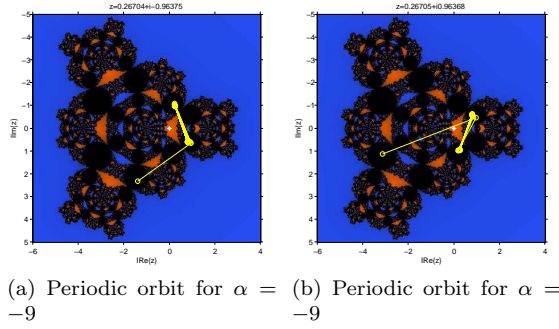 z=0.26704+i−0.96375
−5
−4
−3
−2
−1
0
1
2
3
4
5
IIm(z)
−6 −4 −2 0 2 4
IRe(z)
(a) Periodic orbit for α =
−9
z=0.26705+i0.96368
−5
−4
−3
−2
−1
0
1
2
3
4
5
IIm(z)
−6 −4 −2 0 2 4
IRe(z)
(b) Periodic orbit for α =
−9